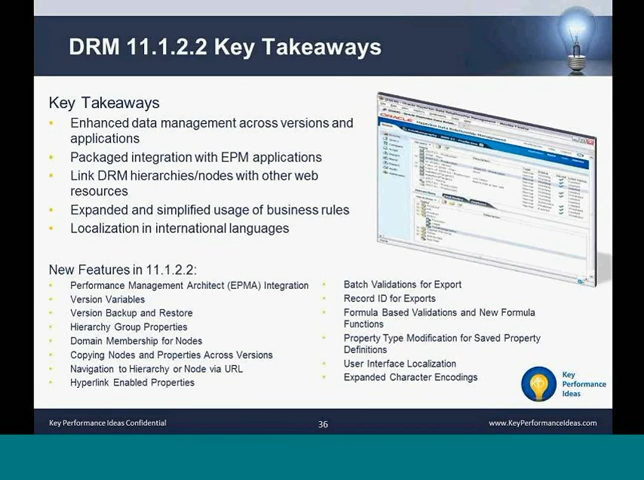 DRM 11.1.2.2 Key Takeaways
Key Takeaways
Enhanced data management across versions and
applications
Packaged integration with EPM applications
Link DRM hierarchies/nodes with other web
resources
Expanded and simplified usage of business rules
Localization in international languages
ORACLE
New Features in 11.1.2.2:
Performance Management Architect (EPMA) Integration
Version Variables
Version Backup and Restore
Hierarchy Group Properties
Domain Membership for Nodes
Copying Nodes and Properties Across Versions
Navigation to Hierarchy or Node via URL
Hyperlink Enabled Properties
Batch Validations for Export
Record ID for Exports
Formula Based Validations and New Formula
Functions
Property Type Modification for Saved Property
Definitions
User Interface Localization
Expanded Character Encodings
Key
Performance
Ideas
Key Performance Ideas Confidential
36
www.KeyPerformanceIdeas.com